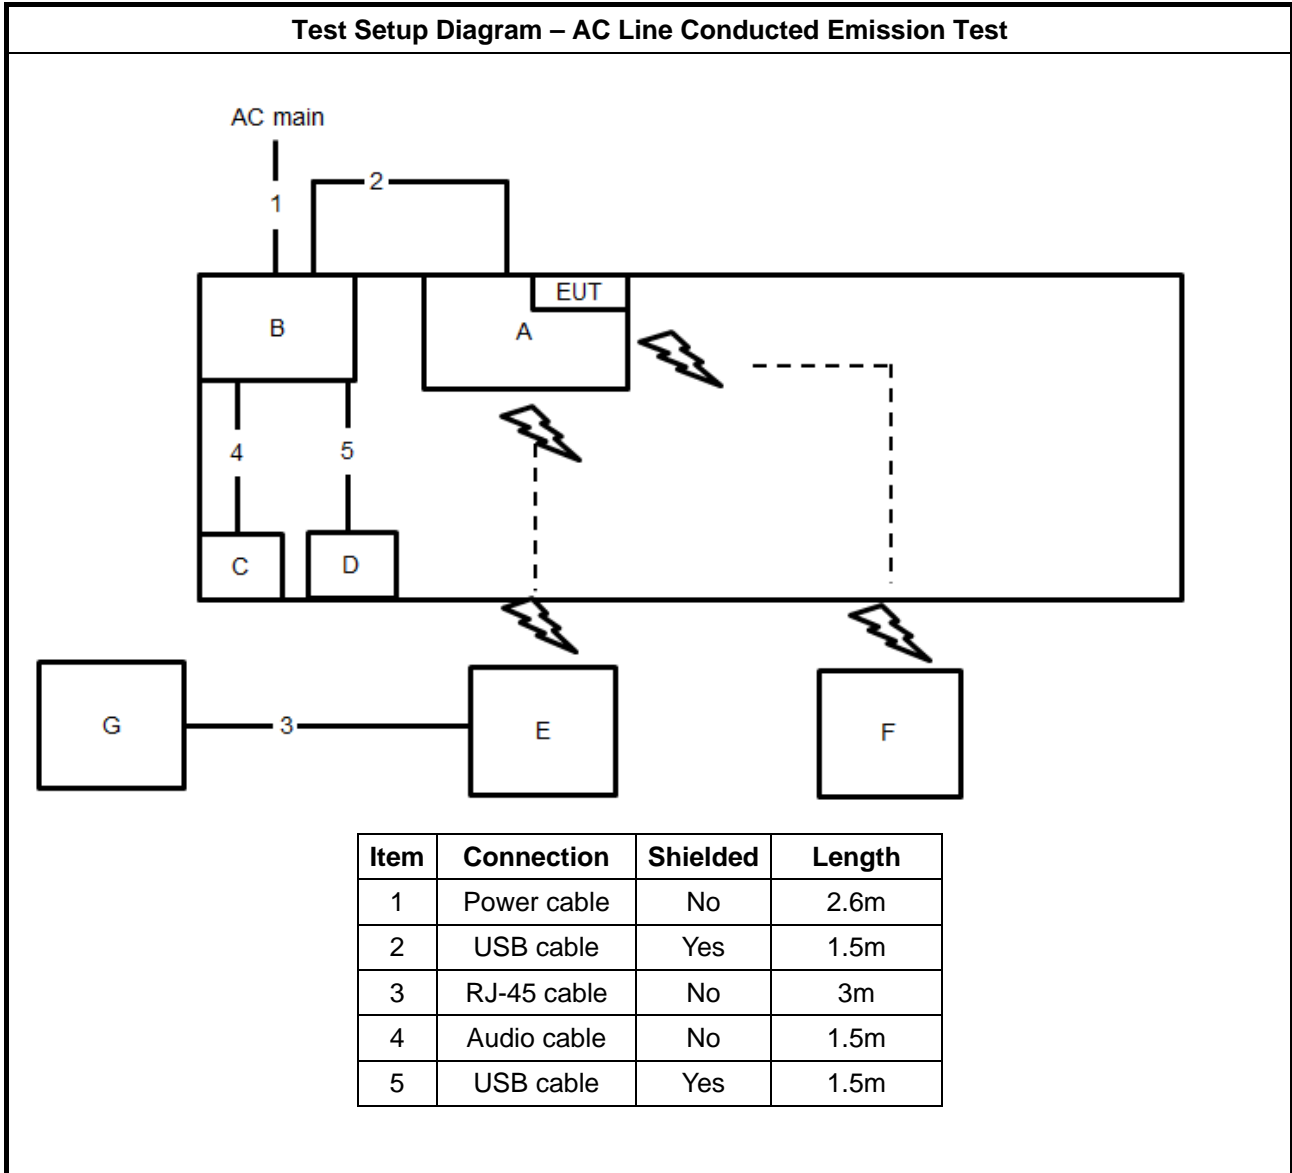 Test Setup Diagram – AC Line Conducted Emission Test
AC main
2
1
EUT
B
A
4
5
C
D
G
3
E
F
Item Connection Shielded Length
1 Power cable No 2.6m
2 USB cable Yes 1.5m
3 RJ-45 cable No 3m
4 Audio cable No 1.5m
5 USB cable Yes 1.5m